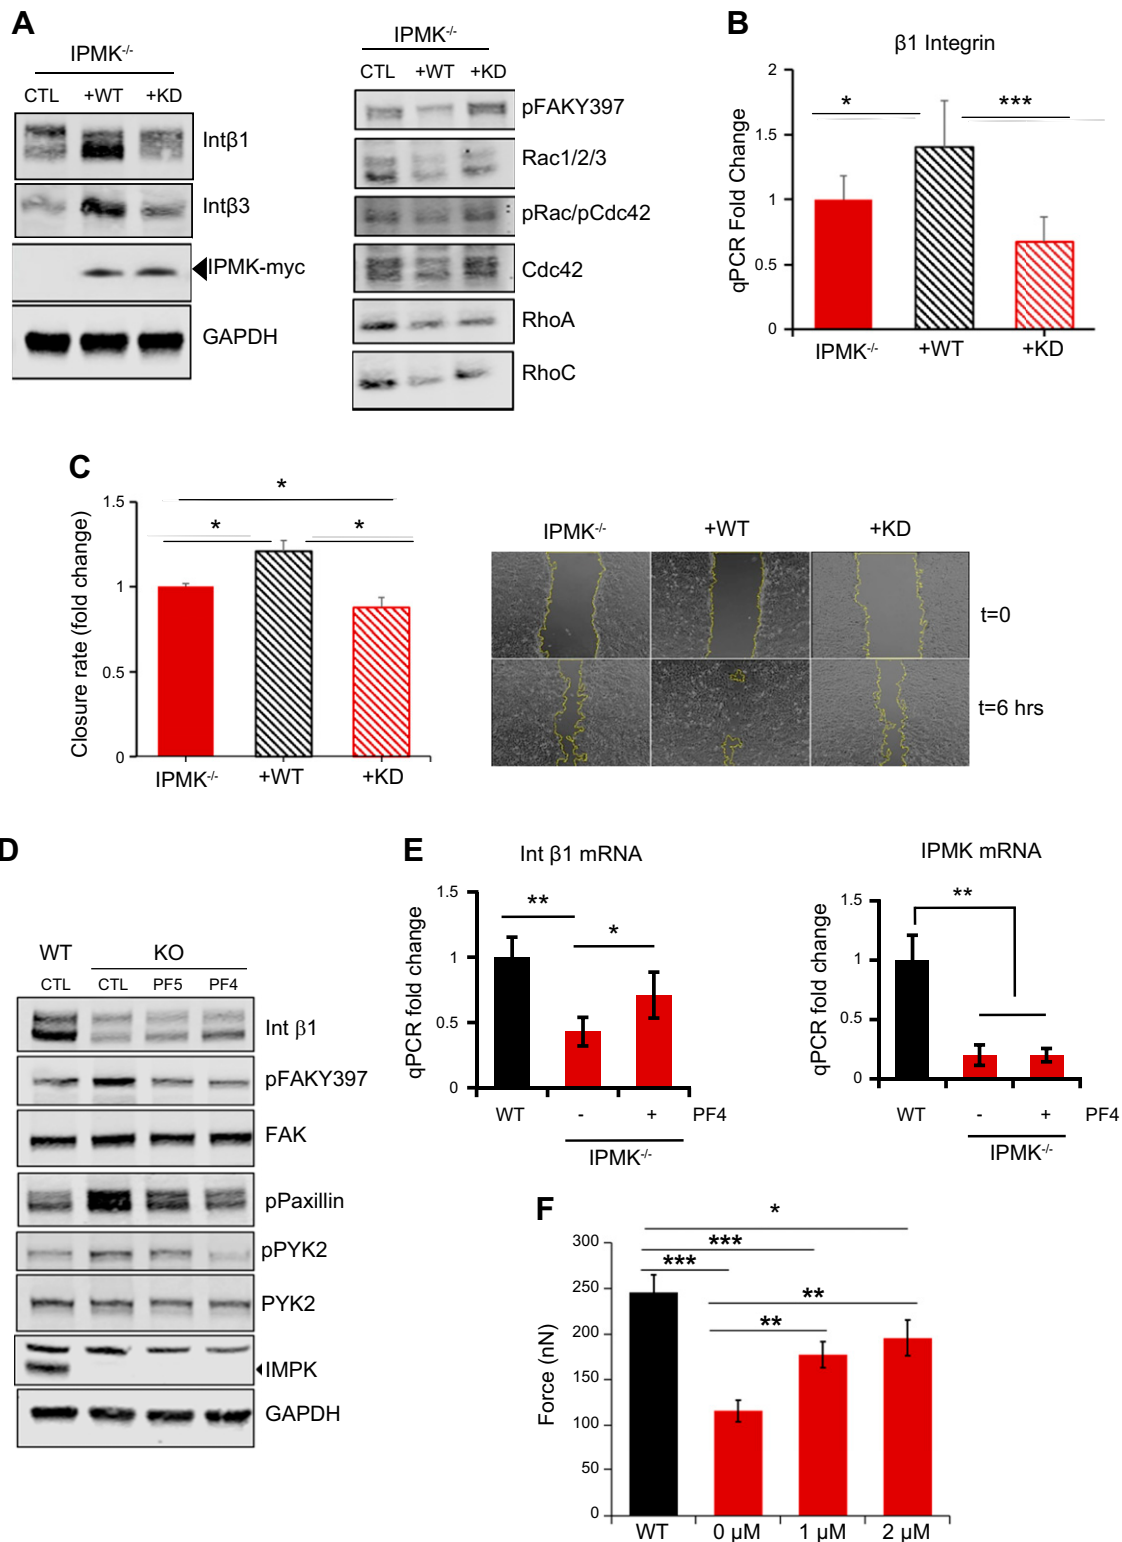 A
IPMK-/-
CTL +WT +KD
Intβ1
Intβ3
IPMK-myc
GAPDH
IPMK-/-
CTL +WT +KD
pFAKY397
Rac1/2/3
pRac/pCdc42
Cdc42
RhoA
RhoC
B
β1 Integrin
qPCR Fold Change
2
1.5
1
0.5
0
* ***
IPMK-/- +WT +KD
C
Closure rate (fold change)
1.5
1
0.5
0
*
* *
IPMK-/- +WT +KD
IPMK-/- +WT +KD
t=0
t=6 hrs
D
WT KO
CTL CTL PF5 PF4
Int β1
pFAKY397
FAK
pPaxillin
pPYK2
PYK2
IMPK
GAPDH
E
Int β1 mRNA
qPCR fold change
1.5
1
0.5
0
**
*
WT - + PF4
IPMK-/-
IPMK mRNA
qPCR fold change
1.5
1
0.5
0
**
WT - + PF4
IPMK-/-
F
Force (nN)
300
250
200
150
100
50
0
*
***
***
**
**
WT 0 µM 1 µM 2 µM